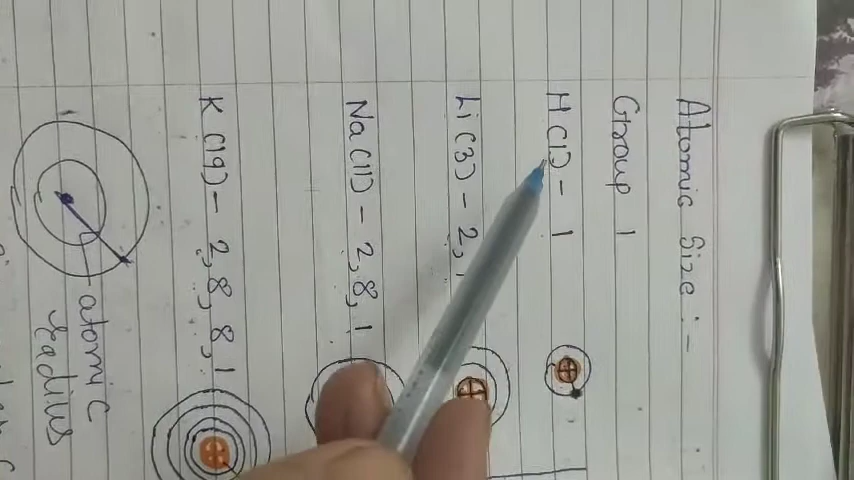 Atomic Size :-
Group 1
H (1) - 1
Li (3) - 2,1
Na (11) - 2,8,1
K (19) - 2,8,8,1
atomic
radius